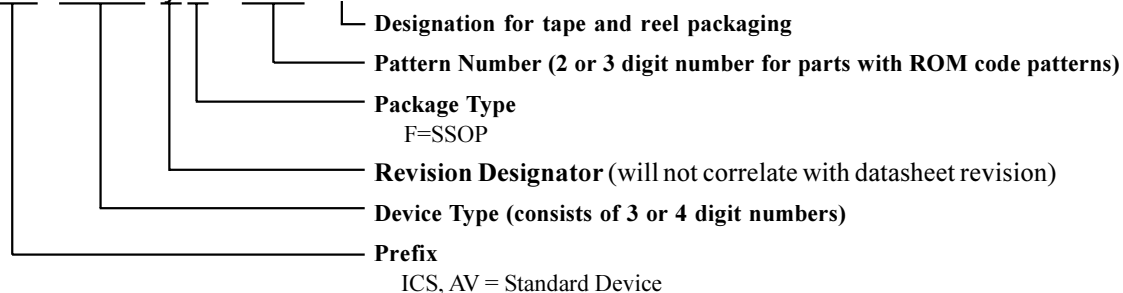 Designation for tape and reel packaging
Pattern Number (2 or 3 digit number for parts with ROM code patterns)
Package Type
F=SSOP
Revision Designator (will not correlate with datasheet revision)
Device Type (consists of 3 or 4 digit numbers)
Prefix
ICS, AV = Standard Device